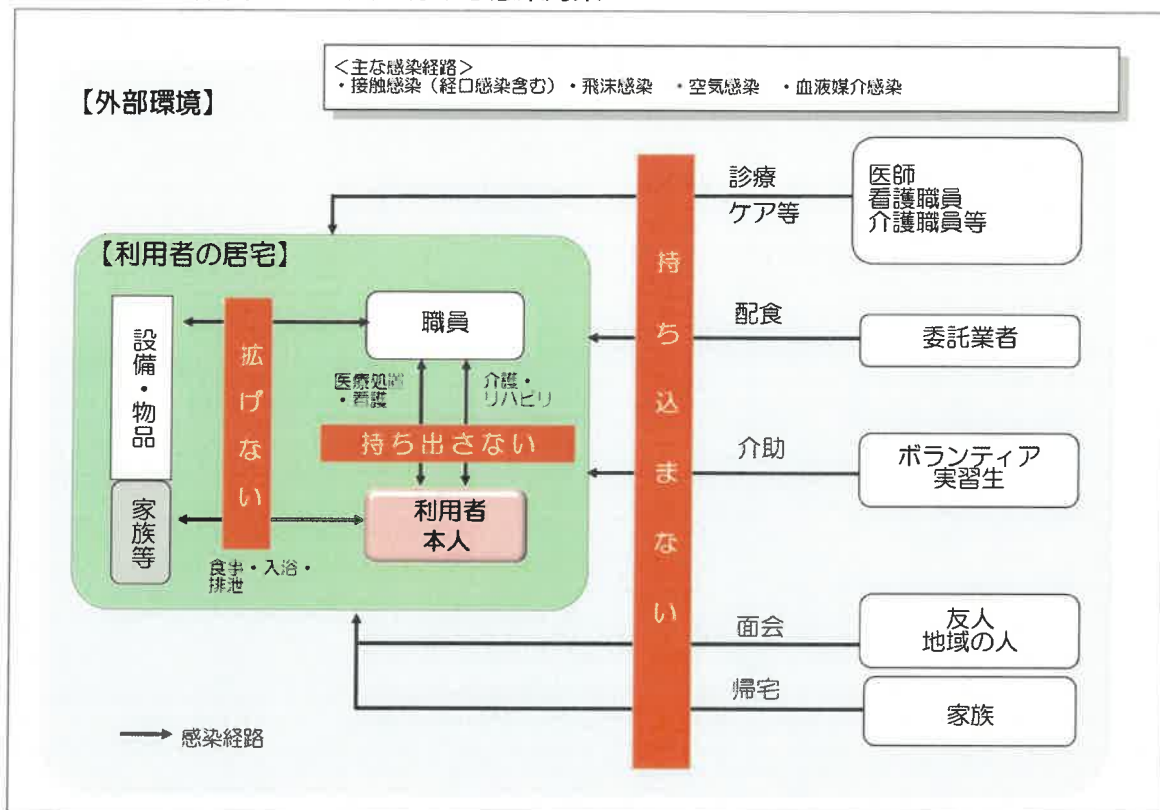 ＜主な感染経路＞
・接触感染（経口感染含む）・飛沫感染　・空気感染　・血液媒介感染
【外部環境】
診療
ケア等
医師
看護職員
介護職員等
【利用者の居宅】
設備・物品
拡げない
職員
医療処置
・看護
介護・
リハビリ
持ち出さない
家族等
利用者
本人
食事・入浴・
排泄
持ち込まない
配食
委託業者
介助
ボランティア
実習生
面会
友人
地域の人
帰宅
家族
感染経路